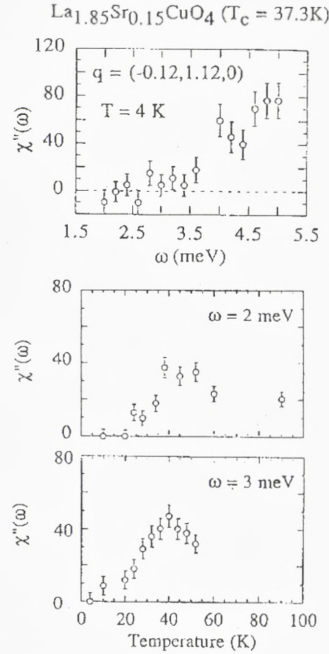 La1.85Sr0.15CuO4 (Tc = 37.3K)
q = (-0.12,1.12,0)
T = 4 K
χ"(ω)
120
80
40
0
1.5 2.5 3.5 4.5 5.5
ω (meV)
80
ω = 2 meV
χ"(ω)
40
0
80
ω = 3 meV
χ"(ω)
40
0
0 20 40 60 80 100
Temperature (K)